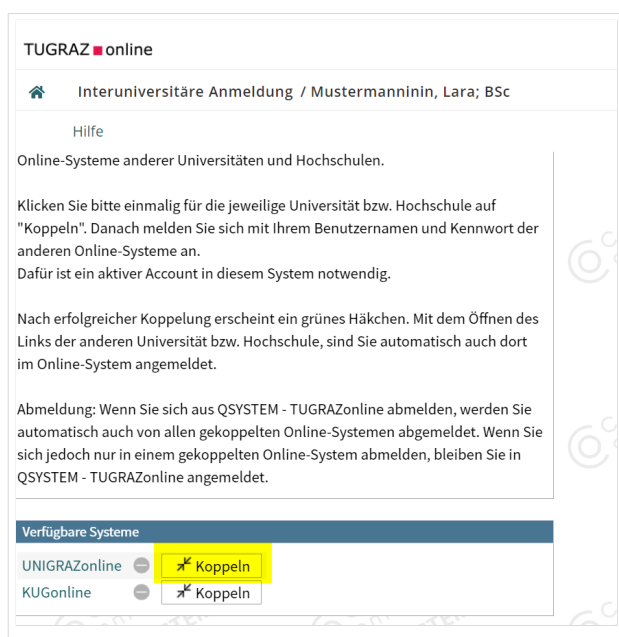 TUGRAZ online
Interuniversitäre Anmeldung / Mustermanninin, Lara; BSc
Hilfe
Online-Systeme anderer Universitäten und Hochschulen.
Klicken Sie bitte einmalig für die jeweilige Universität bzw. Hochschule auf
"Koppeln". Danach melden Sie sich mit Ihrem Benutzernamen und Kennwort der
anderen Online-Systeme an.
Dafür ist ein aktiver Account in diesem System notwendig.
Nach erfolgreicher Koppelung erscheint ein grünes Häkchen. Mit dem Öffnen des
Links der anderen Universität bzw. Hochschule, sind Sie automatisch auch dort
im Online-System angemeldet.
Abmeldung: Wenn Sie sich aus QSYSTEM - TUGRAZonline abmelden, werden Sie
automatisch auch von allen gekoppelten Online-Systemen abgemeldet. Wenn Sie
sich jedoch nur in einem gekoppelten Online-System abmelden, bleiben Sie in
QSYSTEM - TUGRAZonline angemeldet.
Verfügbare Systeme
UNIGRAZonline Koppeln
KUGonline Koppeln